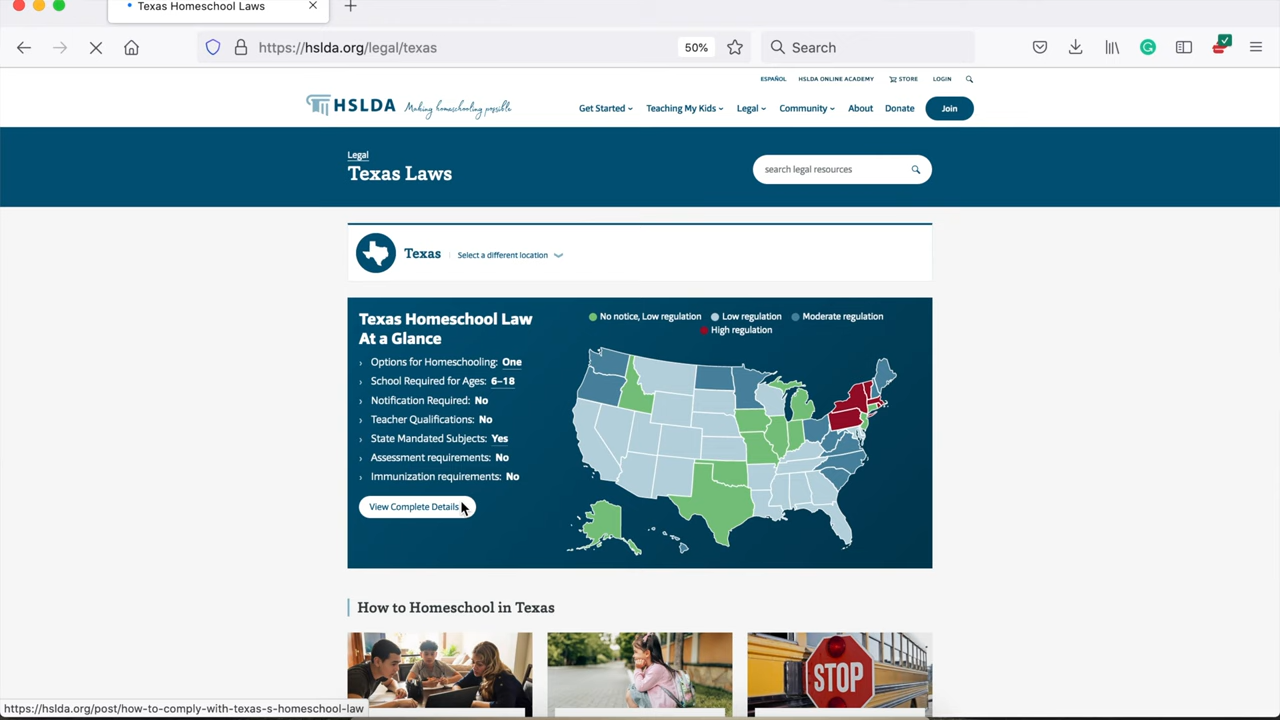 Texas Homeschool Laws
https://hslda.org/legal/texas
50%
Search
ESPAÑOL
HSLDA ONLINE ACADEMY
STORE
LOGIN
HSLDA
Making homeschooling possible
Get Started
Teaching My Kids
Legal
Community
About
Donate
Join
Legal
Texas Laws
search legal resources
Texas
Select a different location
Texas Homeschool Law
At a Glance
Options for Homeschooling: One
School Required for Ages: 6–18
Notification Required: No
Teacher Qualifications: No
State Mandated Subjects: Yes
Assessment requirements: No
Immunization requirements: No
View Complete Details
No notice, Low regulation
Low regulation
Moderate regulation
High regulation
How to Homeschool in Texas
STOP
https://hslda.org/post/how-to-comply-with-texas-s-homeschool-law